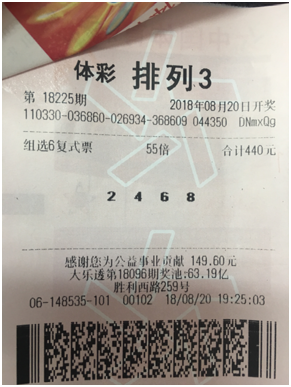 体彩 排列3
第 18225期 2018年08月20日开奖
110330-036860-026934-368609 044350 DNmxQg
组选6复式票 55倍 合计440元
2 4 6 8
感谢您为公益事业贡献 149.60元
大乐透第18096期奖池:63.19亿
胜利西路259号
06-148535-101 00102 18/08/20 19:25:03